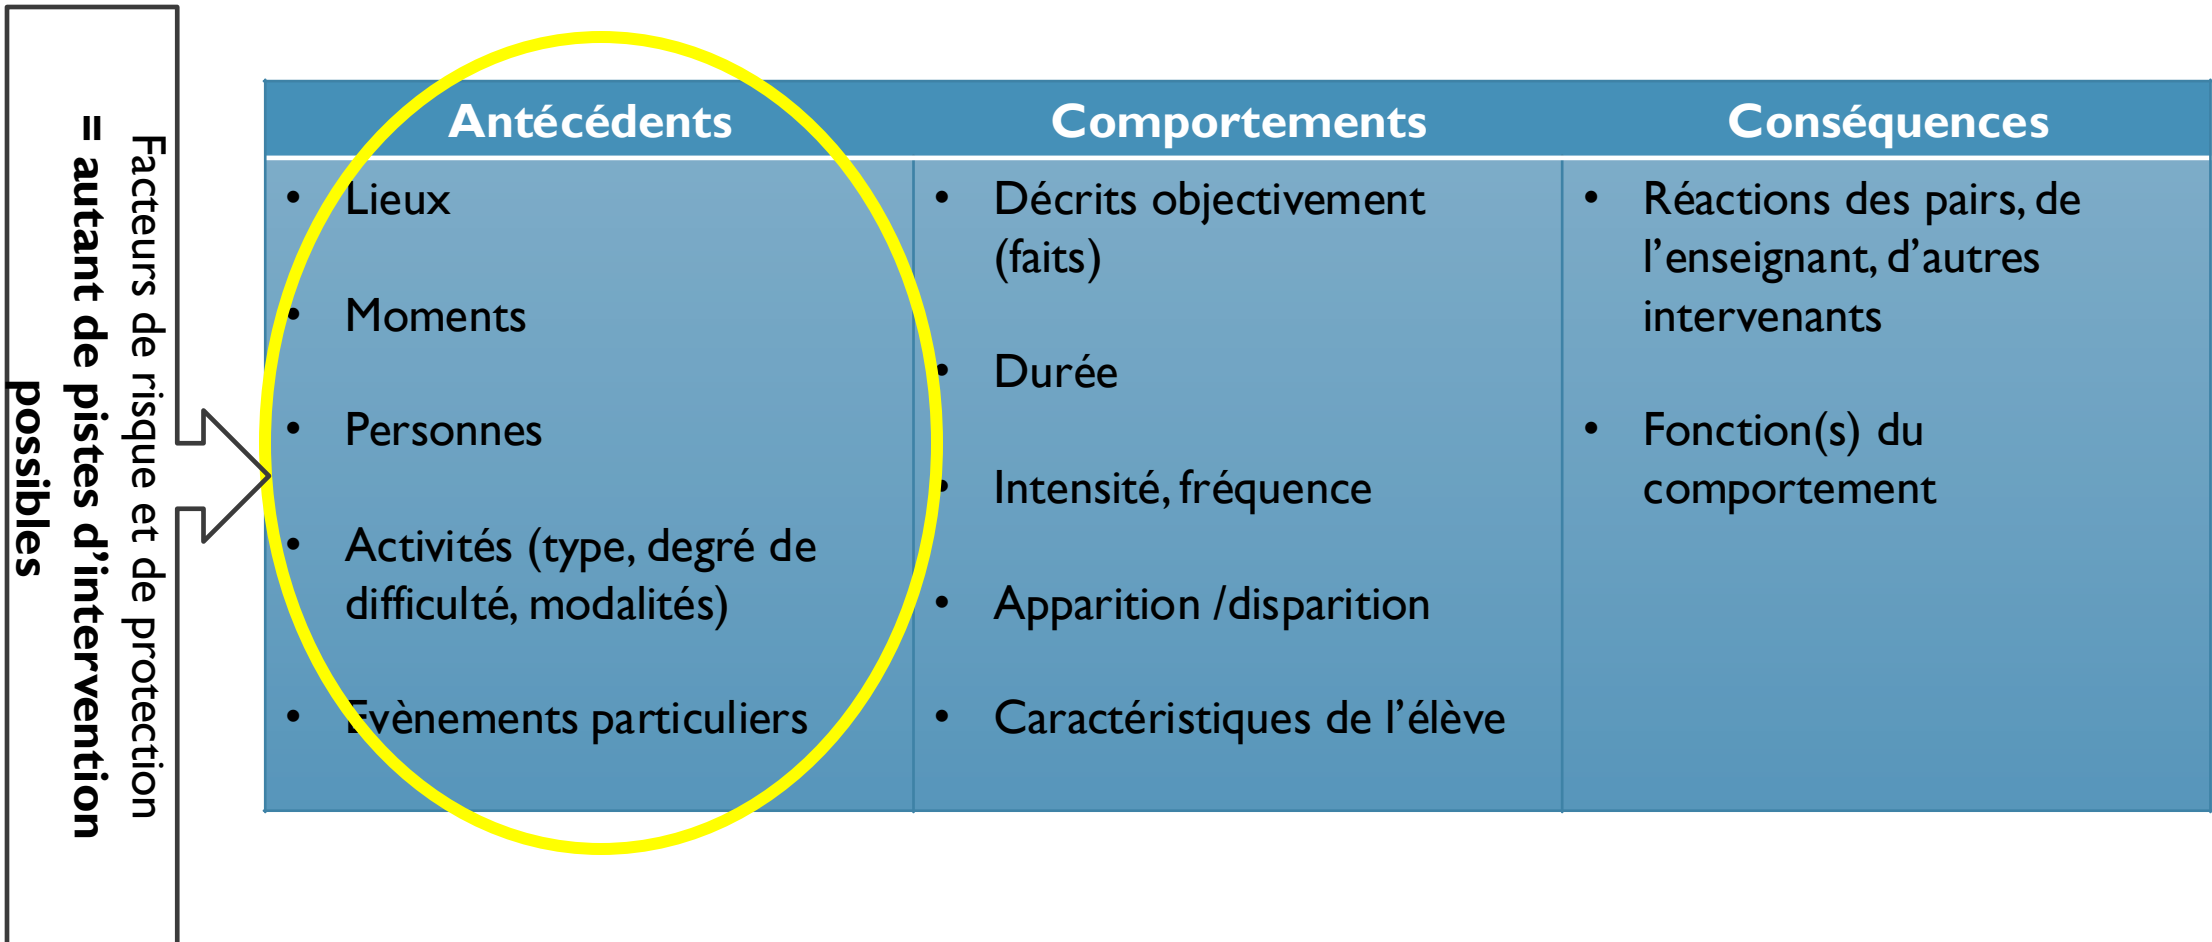 Facteurs de risque et de protection
= autant de pistes d'intervention
possibles
Antécédents
• Lieux
• Moments
• Personnes
• Activités (type, degré de
difficulté, modalités)
• Evènements particuliers
Comportements
• Décrits objectivement
(faits)
• Durée
• Intensité, fréquence
• Apparition /disparition
• Caractéristiques de l'élève
Conséquences
• Réactions des pairs, de
l'enseignant, d'autres
intervenants
• Fonction(s) du
comportement